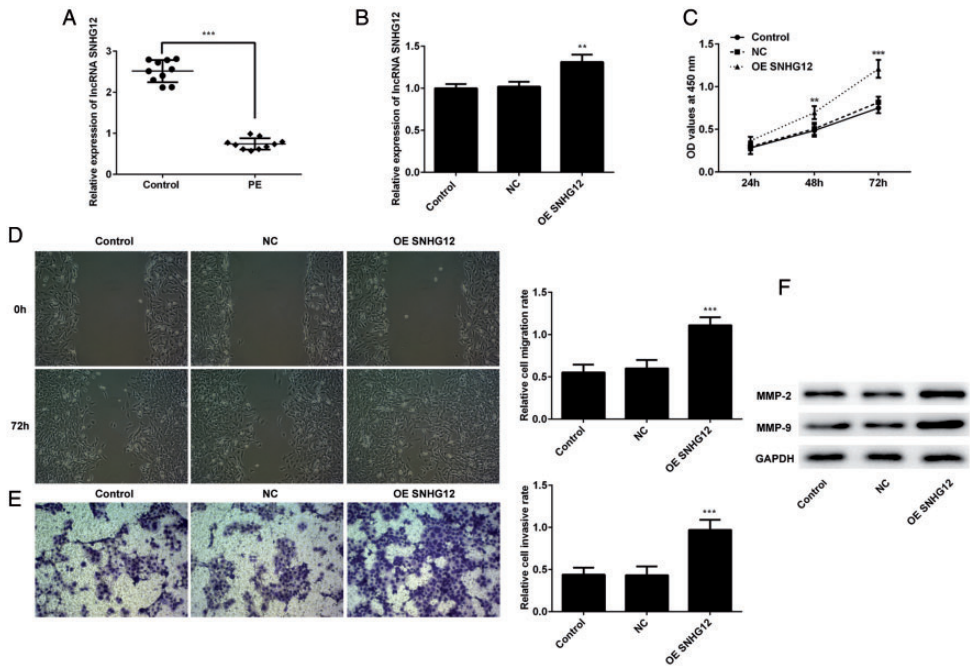 A
Relative expression of lncRNA SNHG12
3
2
1
0
***
Control
PE
B
Relative expression of lncRNA SNHG12
1.5
1.0
0.5
0.0
**
Control
NC
OE SNHG12
C
Control
NC
OE SNHG12
OD values at 450 nm
1.5
1.0
0.5
0.0
**
***
24h
48h
72h
D
Control
NC
OE SNHG12
0h
72h
Relative cell migration rate
1.5
1.0
0.5
0.0
***
Control
NC
OE SNHG12
E
Control
NC
OE SNHG12
Relative cell invasive rate
1.5
1.0
0.5
0.0
***
Control
NC
OE SNHG12
F
MMP-2
MMP-9
GAPDH
Control
NC
OE SNHG12